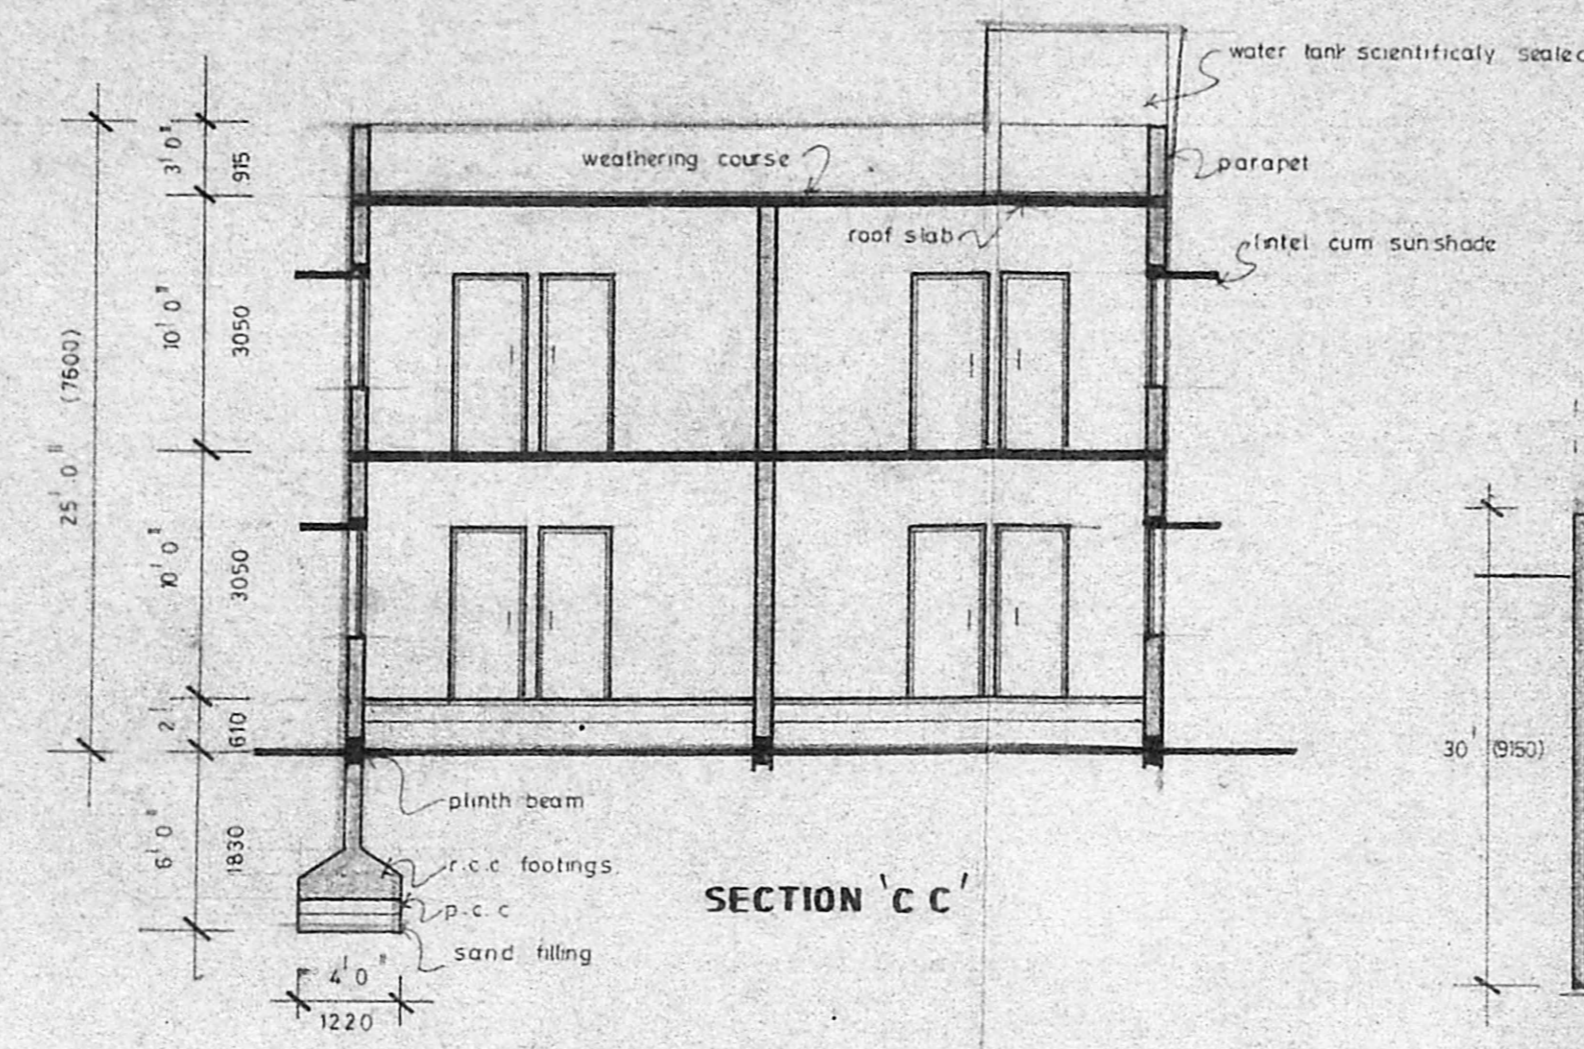 water tank scientificaly sealed
weathering course
parapet
roof slab
lintel cum sunshade
3'0"
915
10'0"
3050
25'.0" (7600)
10'0"
3050
2'
610
6'0"
1830
plinth beam
r.c.c footings
p.c.c
sand filling
4'0"
1220
SECTION 'C C'
30' (9150)